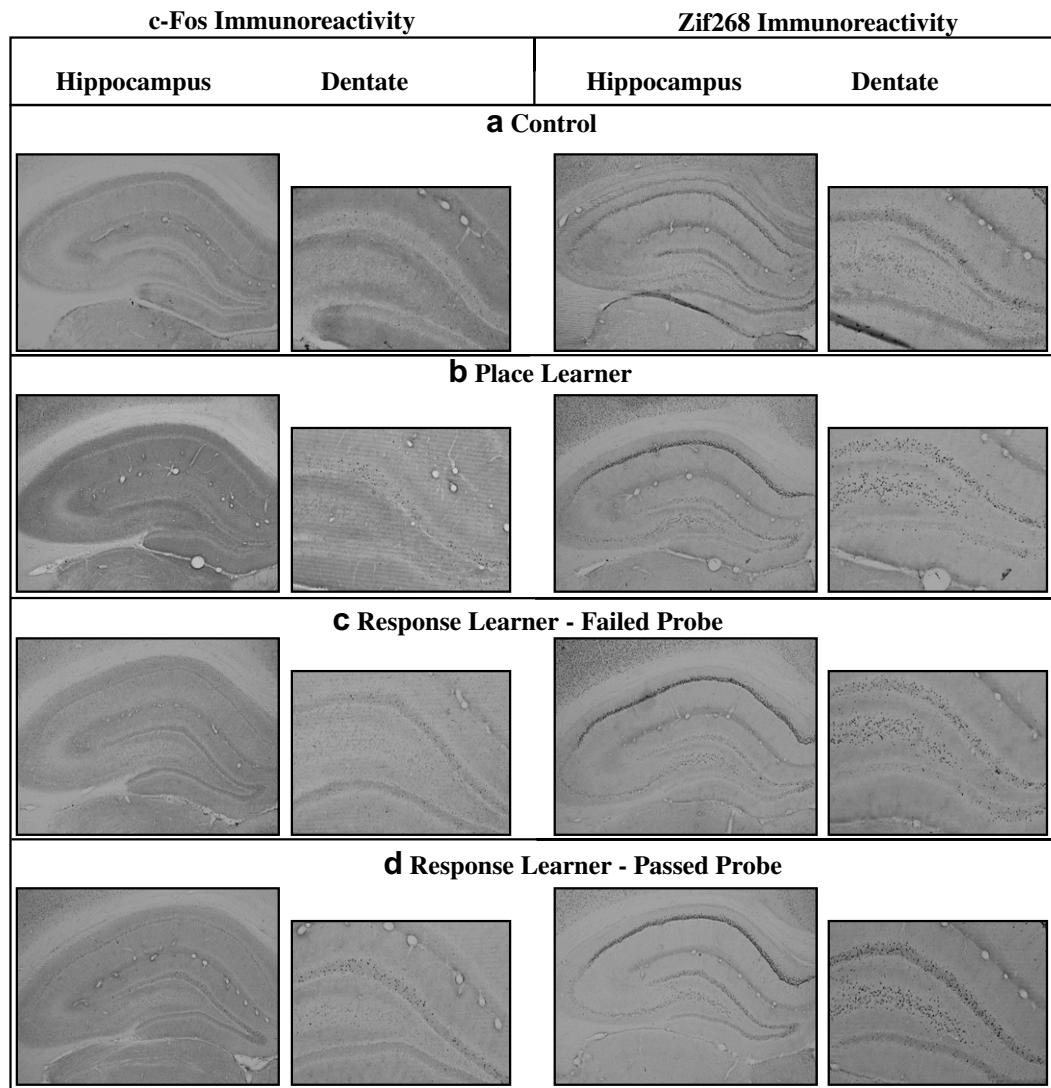 c-Fos Immunoreactivity Zif268 Immunoreactivity
Hippocampus Dentate Hippocampus Dentate
a Control
b Place Learner
c Response Learner - Failed Probe
d Response Learner - Passed Probe